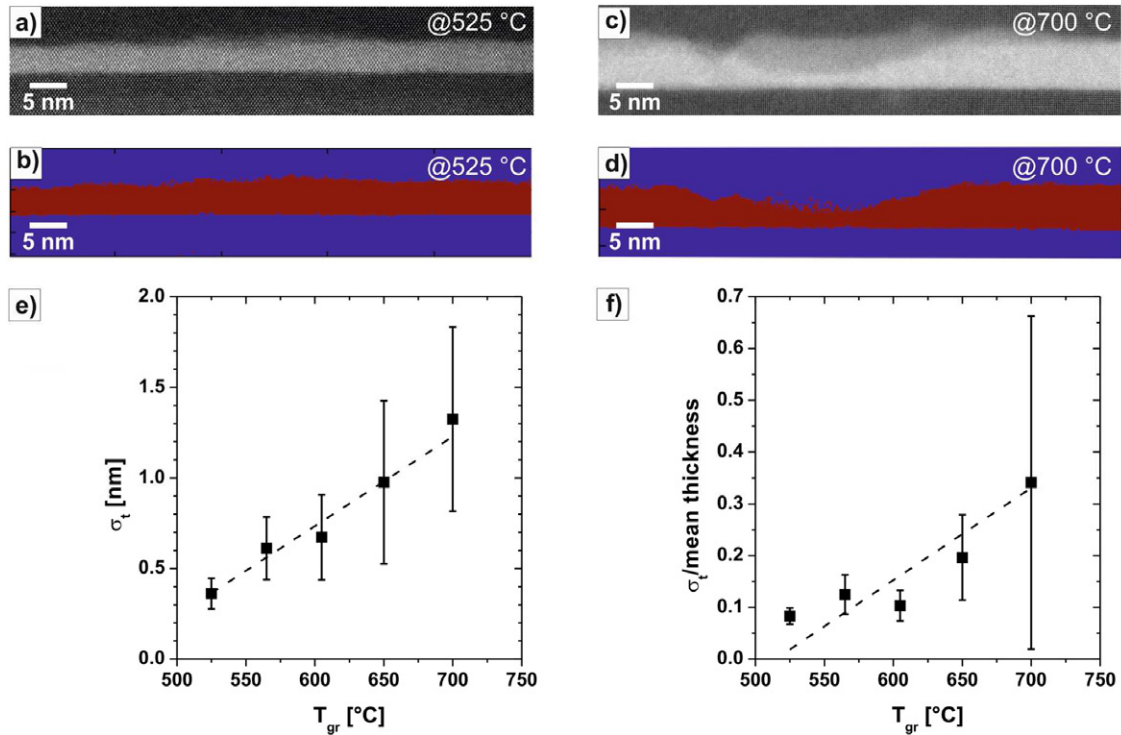 a) @525 °C
5 nm
c) @700 °C
5 nm
b) @525 °C
5 nm
d) @700 °C
5 nm
e)
2.0
1.5
1.0
0.5
0.0
σt [nm]
500 550 600 650 700 750
Tgr [°C]
f)
0.7
0.6
0.5
0.4
0.3
0.2
0.1
0.0
σt/mean thickness
500 550 600 650 700 750
Tgr [°C]